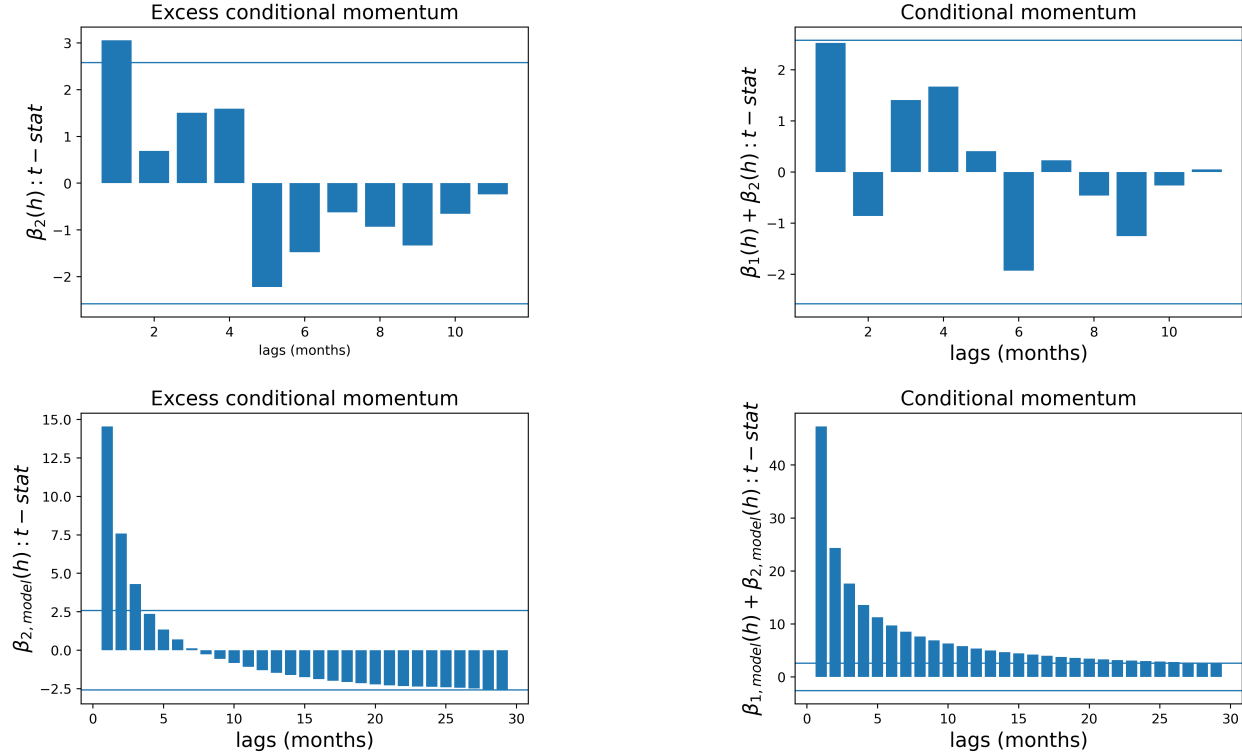 Excess conditional momentum
β₂(h) : t − stat
3
2
1
0
−1
−2
2 4 6 8 10
lags (months)
Conditional momentum
β₁(h) + β₂(h) : t − stat
2
1
0
−1
−2
2 4 6 8 10
lags (months)
Excess conditional momentum
β₂,model(h) : t − stat
15.0
12.5
10.0
7.5
5.0
2.5
0.0
−2.5
0 5 10 15 20 25 30
lags (months)
Conditional momentum
β₁,model(h) + β₂,model(h) : t − stat
40
30
20
10
0
0 5 10 15 20 25 30
lags (months)